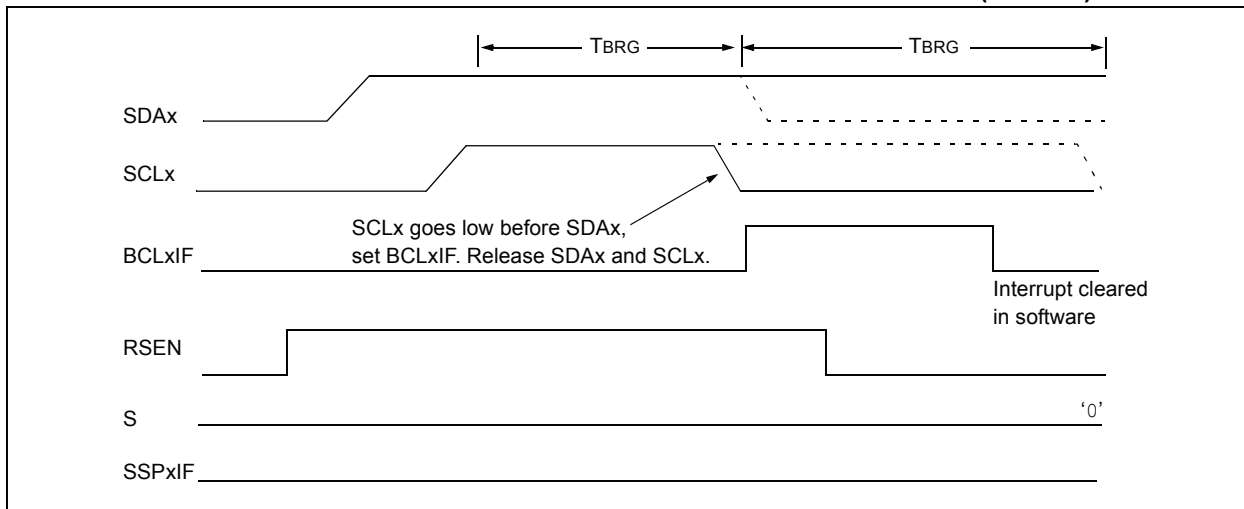 TBRG TBRG
SDAx
SCLx
SCLx goes low before SDAx,
set BCLxIF. Release SDAx and SCLx.
BCLxIF
Interrupt cleared
in software
RSEN
S
‘0’
SSPxIF